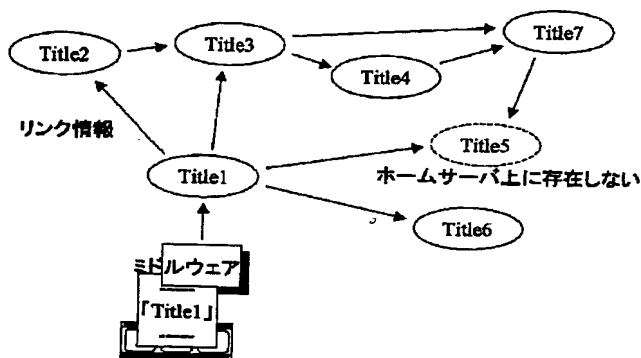 Title2
Title3
Title7
Title4
リンク情報
Title5
Title1
ホームサーバ上に存在しない
Title6
ミドルウェア
「Title1」